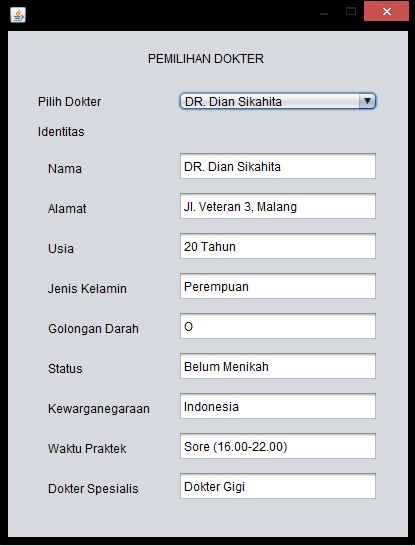 PEMILIHAN DOKTER
Pilih Dokter DR. Dian Sikahita
Identitas
Nama DR. Dian Sikahita
Alamat Jl. Veteran 3, Malang
Usia 20 Tahun
Jenis Kelamin Perempuan
Golongan Darah O
Status Belum Menikah
Kewarganegaraan Indonesia
Waktu Praktek Sore (16.00-22.00)
Dokter Spesialis Dokter Gigi